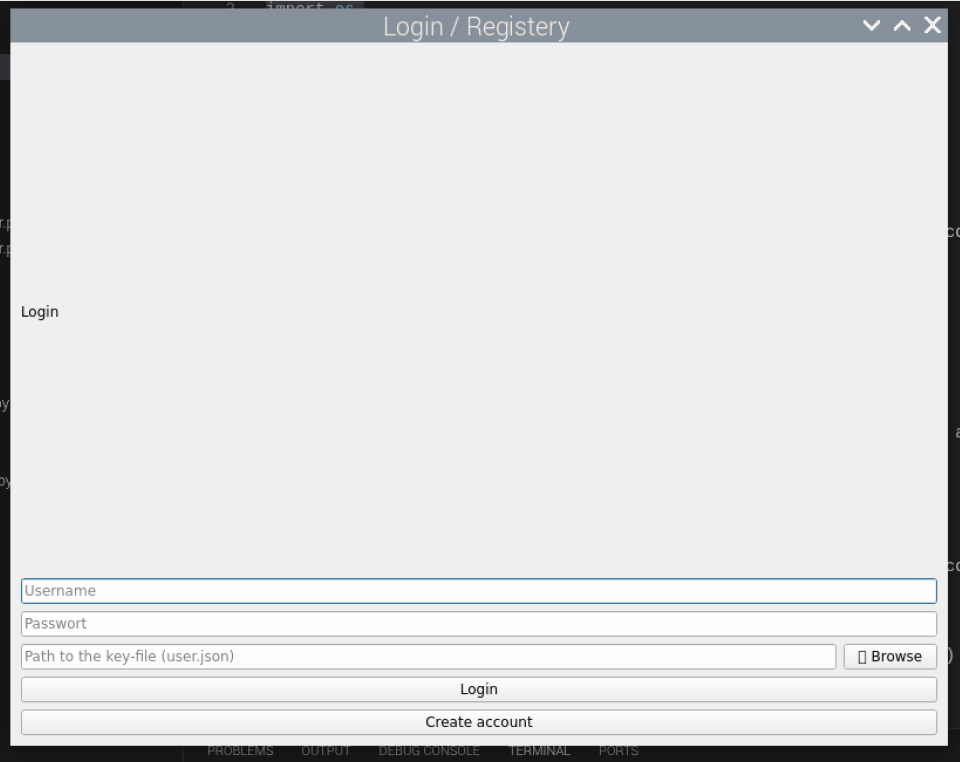 import os
Login / Registery
Login
Username
Passwort
Path to the key-file (user.json)
Browse
Login
Create account
PROBLEMS OUTPUT DEBUG CONSOLE TERMINAL PORTS